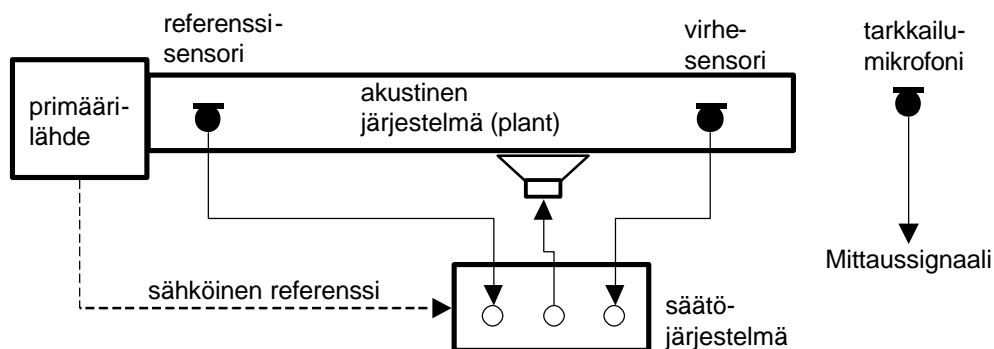 referenssi-
sensori
virhe-
sensori
tarkkailu-
mikrofoni
primääri-
lähde
akustinen
järjestelmä (plant)
Mittaussignaali
sähköinen referenssi
säätö-
järjestelmä